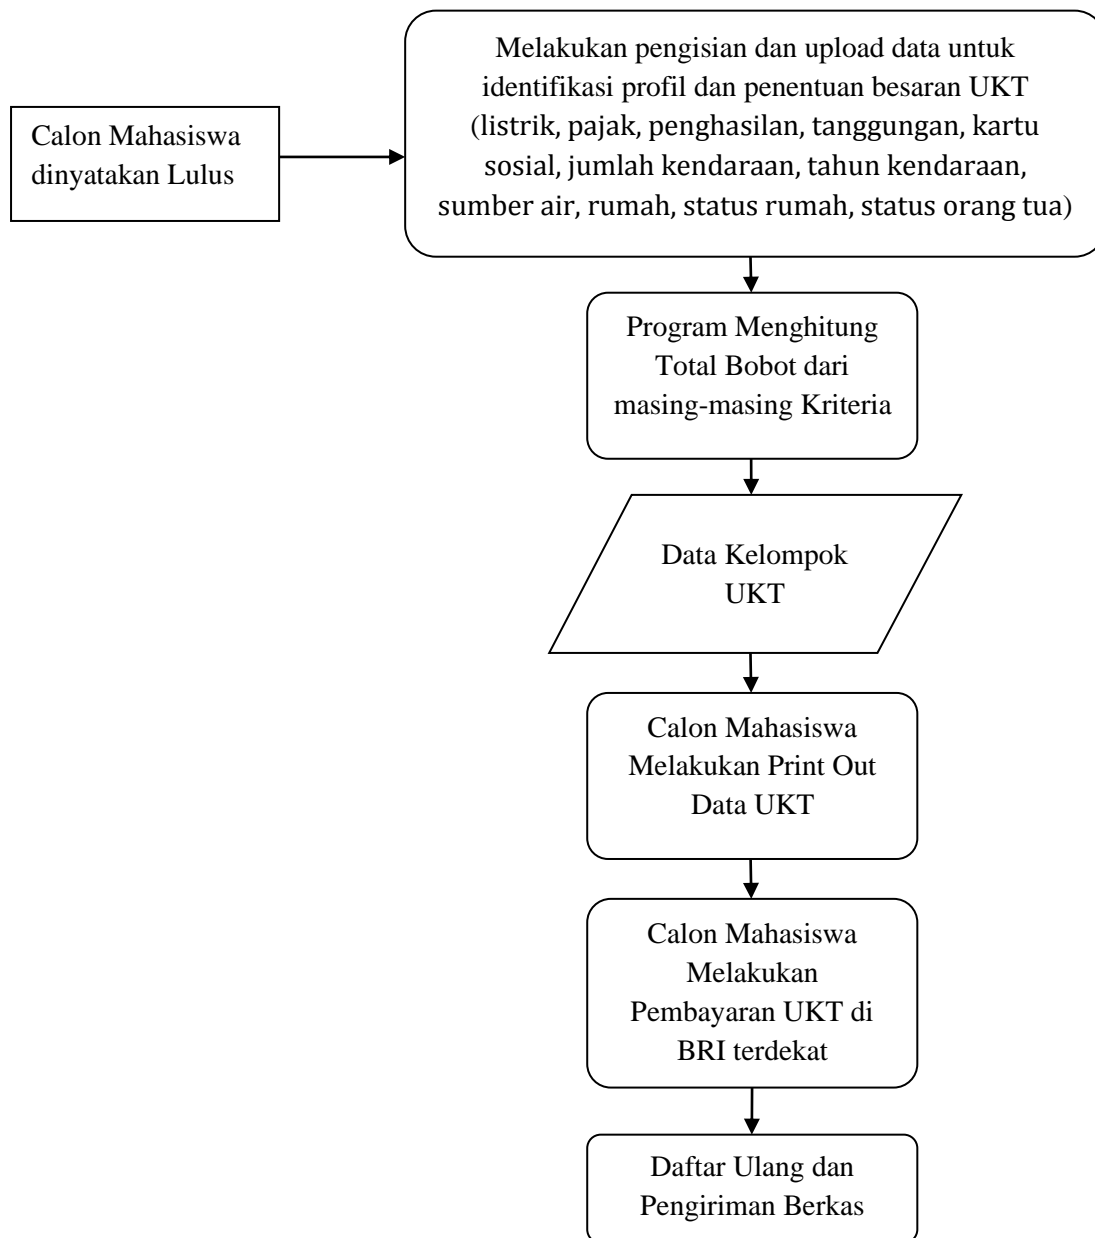 Calon Mahasiswa
dinyatakan Lulus
Melakukan pengisian dan upload data untuk
identifikasi profil dan penentuan besaran UKT
(listrik, pajak, penghasilan, tanggungan, kartu
sosial, jumlah kendaraan, tahun kendaraan,
sumber air, rumah, status rumah, status orang tua)
Program Menghitung
Total Bobot dari
masing-masing Kriteria
Data Kelompok
UKT
Calon Mahasiswa
Melakukan Print Out
Data UKT
Calon Mahasiswa
Melakukan
Pembayaran UKT di
BRI terdekat
Daftar Ulang dan
Pengiriman Berkas